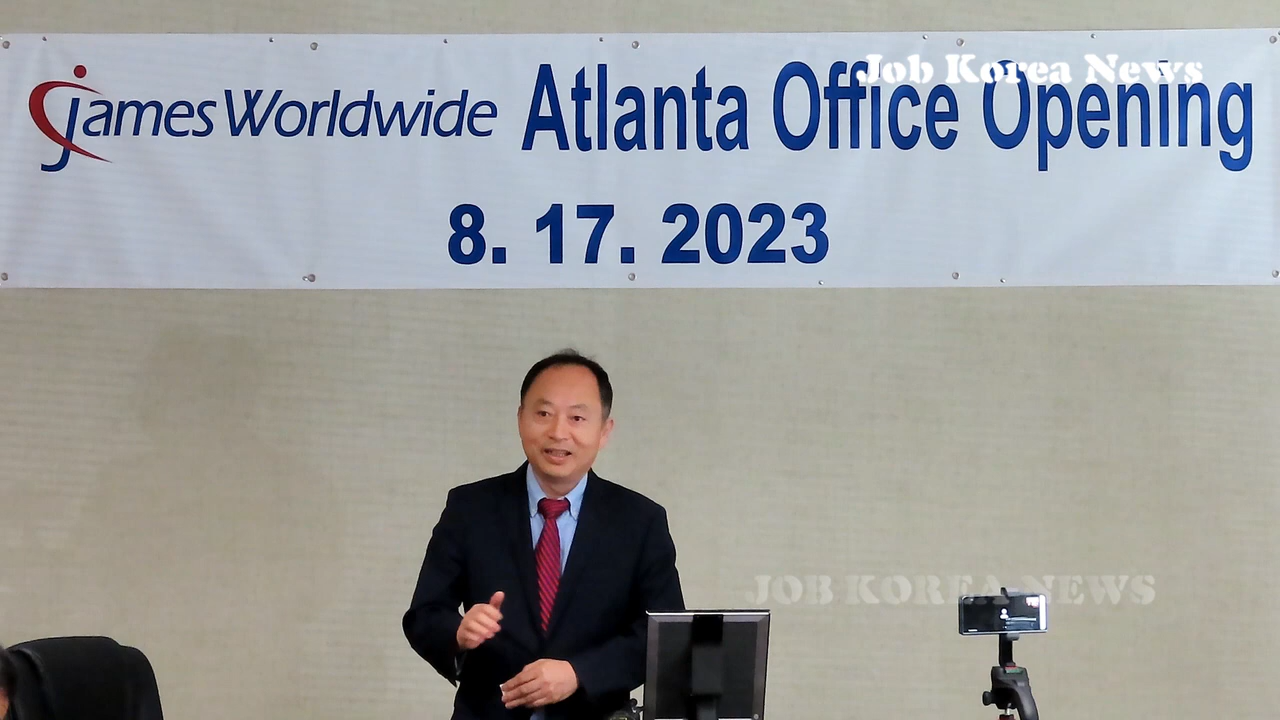 Job Korea News
James Worldwide Atlanta Office Opening
8. 17. 2023
JOB KOREA NEWS